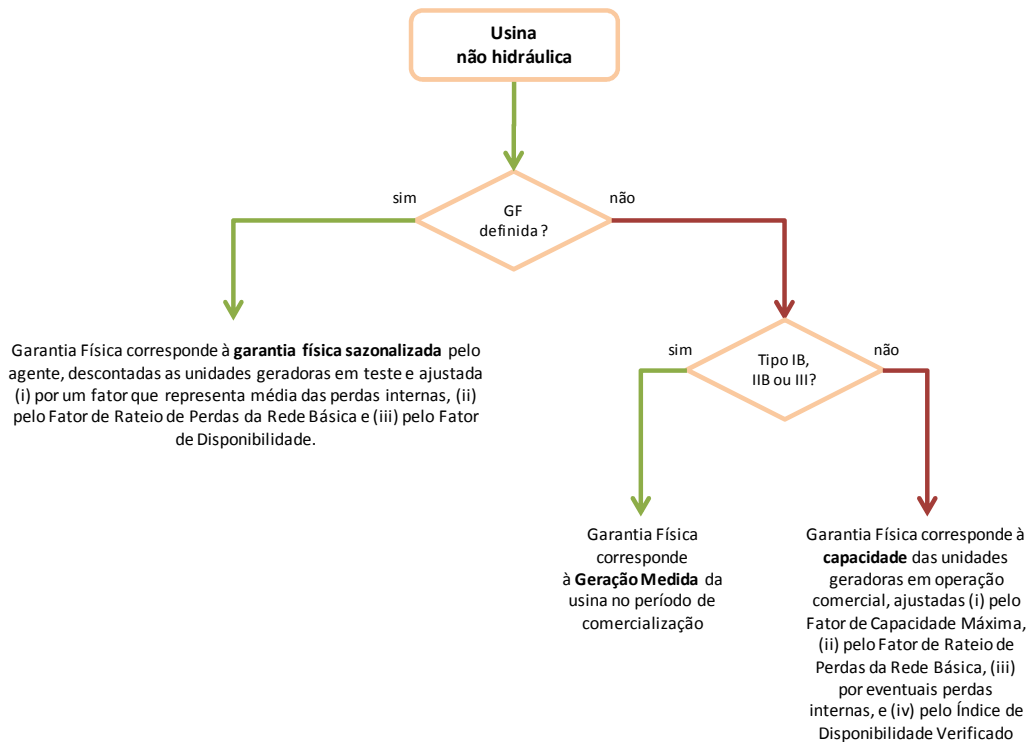 Usina
não hidráulica
sim
GF
definida ?
não
Garantia Física corresponde à garantia física sazonalizada pelo
agente, descontadas as unidades geradoras em teste e ajustada
(i) por um fator que representa média das perdas internas, (ii)
pelo Fator de Rateio de Perdas da Rede Básica e (iii) pelo Fator
de Disponibilidade.
sim
Tipo IB,
IIB ou III?
não
Garantia Física
corresponde
à Geração Medida da
usina no período de
comercialização
Garantia Física corresponde à
capacidade das unidades
geradoras em operação
comercial, ajustadas (i) pelo
Fator de Capacidade Máxima,
(ii) pelo Fator de Rateio de
Perdas da Rede Básica, (iii)
por eventuais perdas
internas, e (iv) pelo Índice de
Disponibilidade Verificado